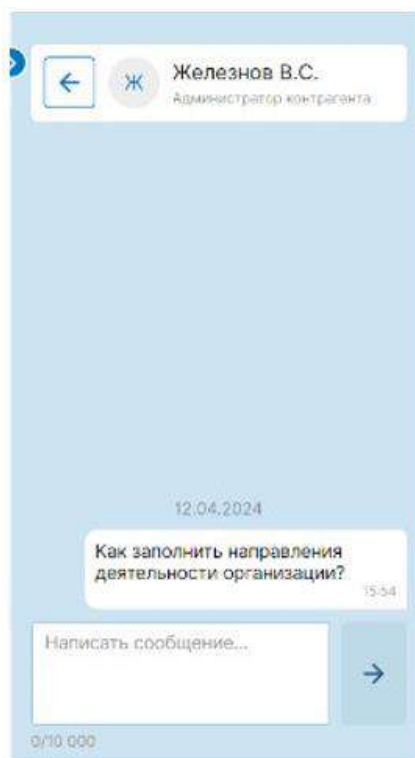 Ж
Железнов В.С.
Администратор контрагента
12.04.2024
Как заполнить направления
деятельности организации?
15:54
Написать сообщение...
0/10 000